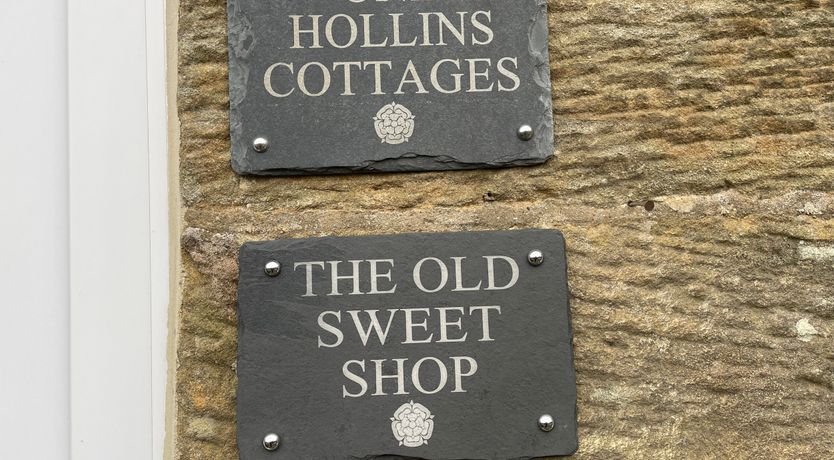 HOLLINS
COTTAGES
THE OLD
SWEET
SHOP